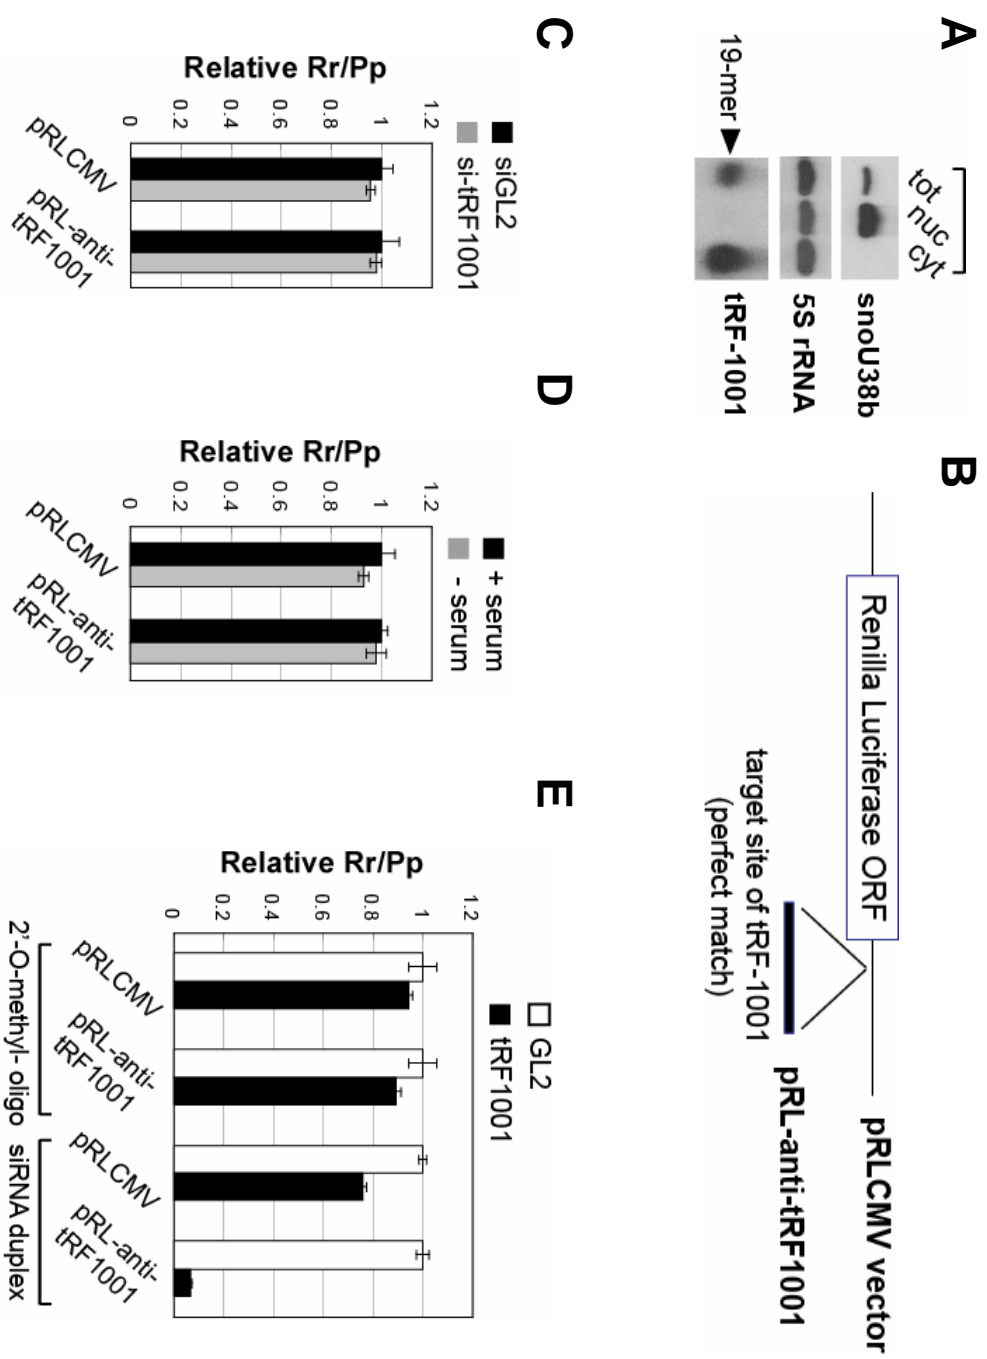 A
tot
nuc
cyt
snoU38b
5S rRNA
19-mer
tRF-1001
B
Renilla Luciferase ORF
pRLCMV vector
target site of tRF-1001
(perfect match)
pRL-anti-tRF1001
C
siGL2
si-tRF1001
Relative Rr/Pp
1.2
1
0.8
0.6
0.4
0.2
0
pRLCMV
pRL-anti-
tRF1001
D
+ serum
- serum
Relative Rr/Pp
1.2
1
0.8
0.6
0.4
0.2
0
pRLCMV
pRL-anti-
tRF1001
E
GL2
tRF1001
Relative Rr/Pp
1.2
1
0.8
0.6
0.4
0.2
0
pRLCMV
pRL-anti-
tRF1001
pRLCMV
pRL-anti-
tRF1001
2'-O-methyl- oligo
siRNA duplex